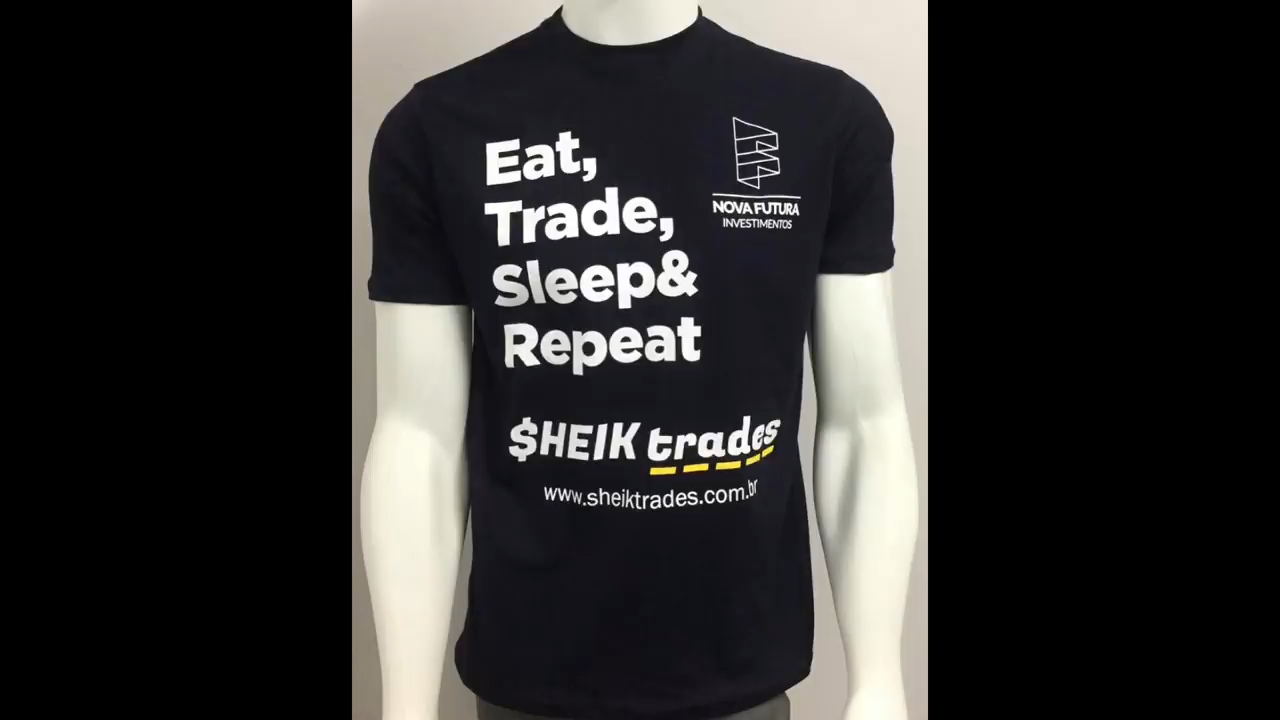 Eat,
Trade,
Sleep&
Repeat
NOVA FUTURA
INVESTIMENTOS
$HEIK trades
www.sheiktrades.com.br